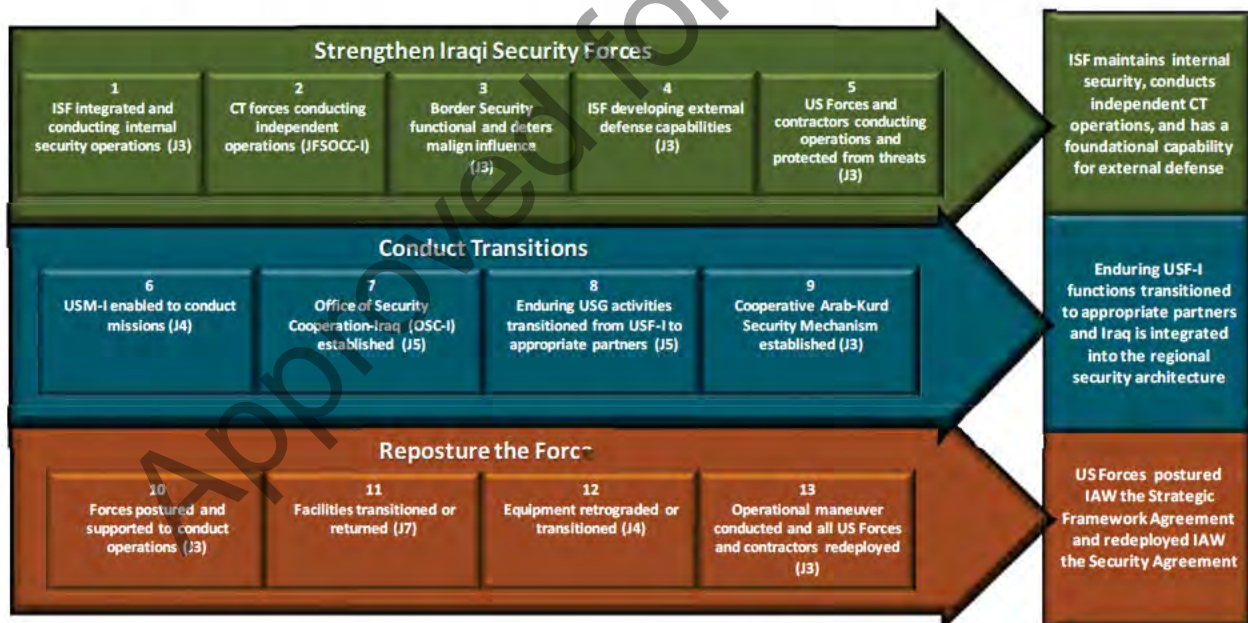 Strengthen Iraqi Security Forces
1
ISF integrated and
conducting internal
security operations (J3)
2
CT forces conducting
independent
operations (JFSOCC-I)
3
Border Security
functional and deters
malign influence
(J3)
4
ISF developing external
defense capabilities
(J3)
5
US Forces and
contractors conducting
operations and
protected from threats
(J3)
ISF maintains internal
security, conducts
independent CT
operations, and has a
foundational capability
for external defense
Conduct Transitions
6
USM-I enabled to conduct
missions (J4)
7
Office of Security
Cooperation-Iraq (OSC-I)
established (J5)
8
Enduring USG activities
transitioned from USF-I to
appropriate partners (J5)
9
Cooperative Arab-Kurd
Security Mechanism
established (J3)
Enduring USF-I
functions transitioned
to appropriate partners
and Iraq is integrated
into the regional
security architecture
Reposture the Force
10
Forces postured and
supported to conduct
operations (J3)
11
Facilities transitioned or
returned (J7)
12
Equipment retrograded or
transitioned (J4)
13
Operational maneuver
conducted and all US Forces
and contractors redeployed
(J3)
US Forces postured
IAW the Strategic
Framework Agreement
and redeployed IAW
the Security Agreement
Approved for